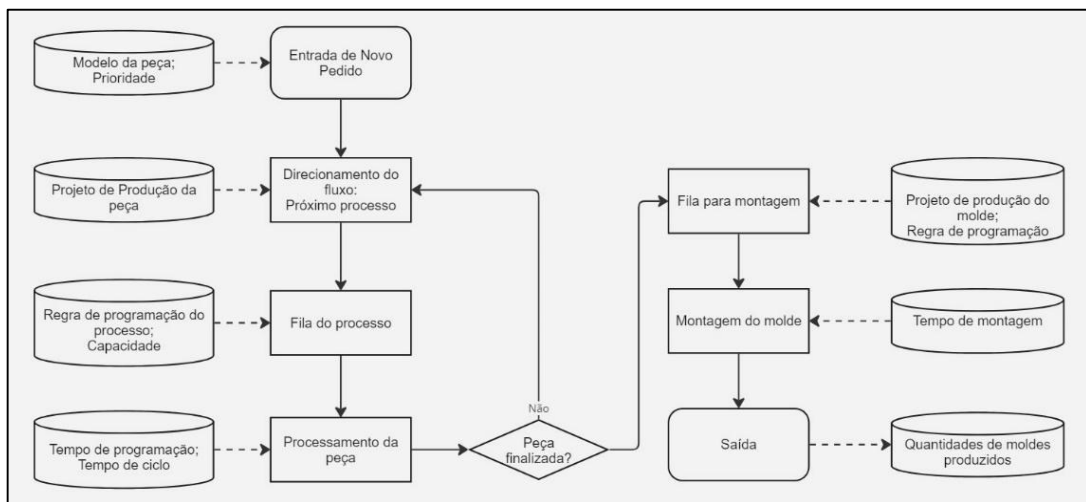 Modelo da peça;
Prioridade
Entrada de Novo
Pedido
Projeto de Produção da
peça
Direcionamento do
fluxo:
Próximo processo
Regra de programação do
processo;
Capacidade
Fila do processo
Tempo de programação;
Tempo de ciclo
Processamento da
peça
Não
Peça
finalizada?
Fila para montagem
Projeto de produção do
molde;
Regra de programação
Montagem do molde
Tempo de montagem
Saída
Quantidades de moldes
produzidos